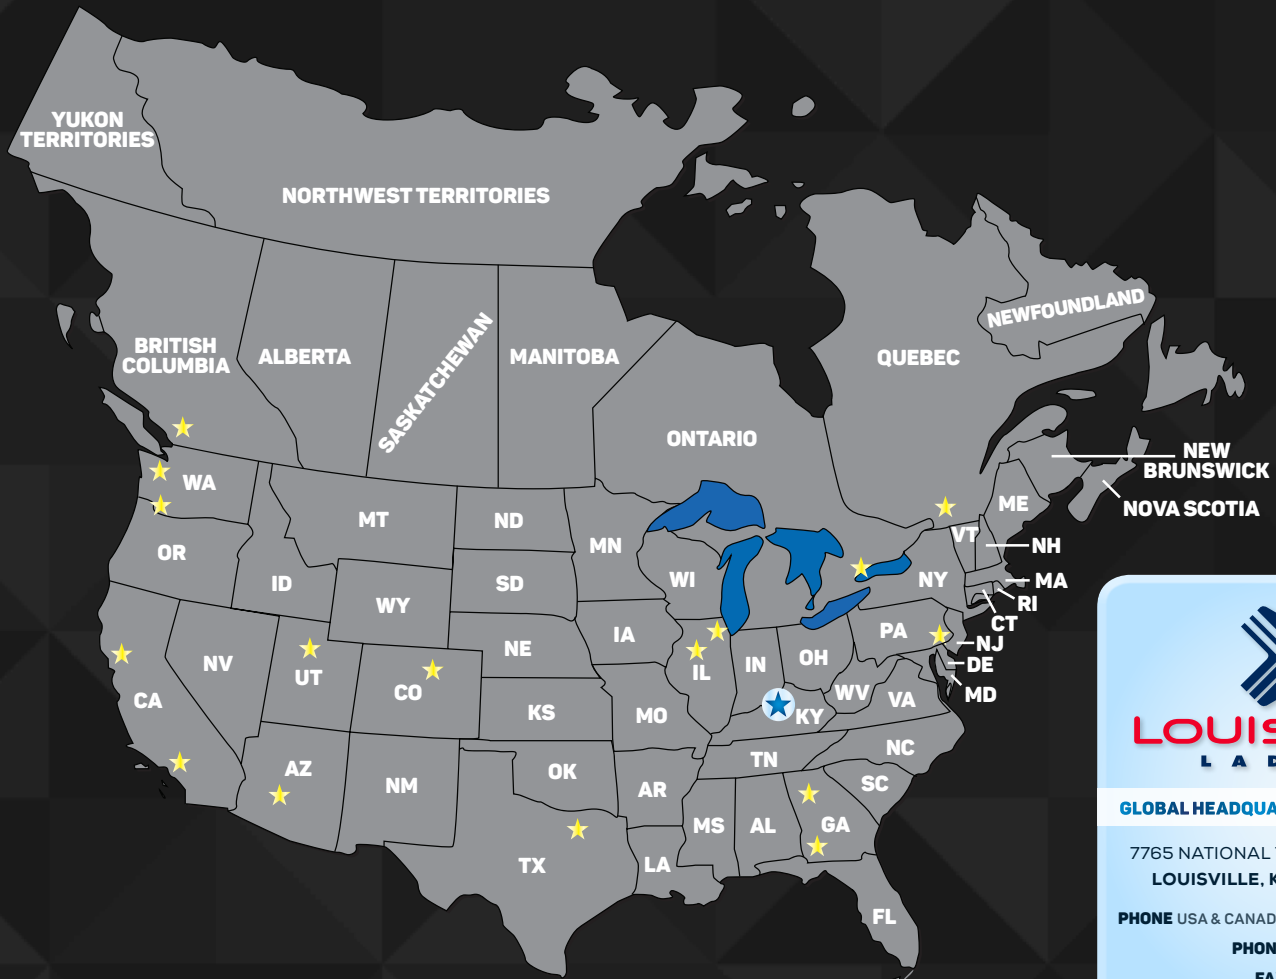 YUKON
TERRITORIES
NORTHWEST TERRITORIES
BRITISH
COLUMBIA
ALBERTA
SASKATCHEWAN
MANITOBA
ONTARIO
QUEBEC
NEWFOUNDLAND
NEW
BRUNSWICK
NOVA SCOTIA
WA
MT
ND
MN
ME
VT
NH
OR
ID
SD
WI
NY
MA
WY
RI
CT
IA
PA
NJ
NE
NV
UT
CO
IL
IN
OH
DE
MD
CA
KS
MO
KY
WV
VA
AZ
NM
OK
AR
TN
NC
SC
MS
AL
GA
TX
LA
FL
GLOBAL
7765 NATIONAL
LOUISVILLE,
PHONE USA &